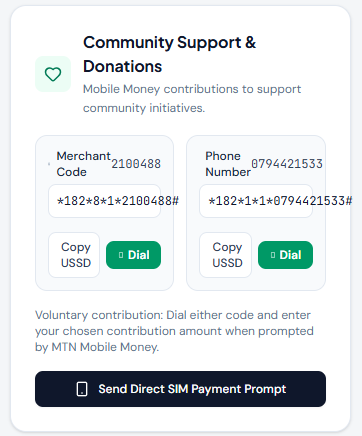 Community Support &
Donations
Mobile Money contributions to support
community initiatives.
Merchant
Code
2100488
*182*8*1*2100488#
Copy
USSD
Dial
Phone
Number
0794421533
*182*1*1*0794421533#
Copy
USSD
Dial
Voluntary contribution: Dial either code and enter
your chosen contribution amount when prompted
by MTN Mobile Money.
Send Direct SIM Payment Prompt